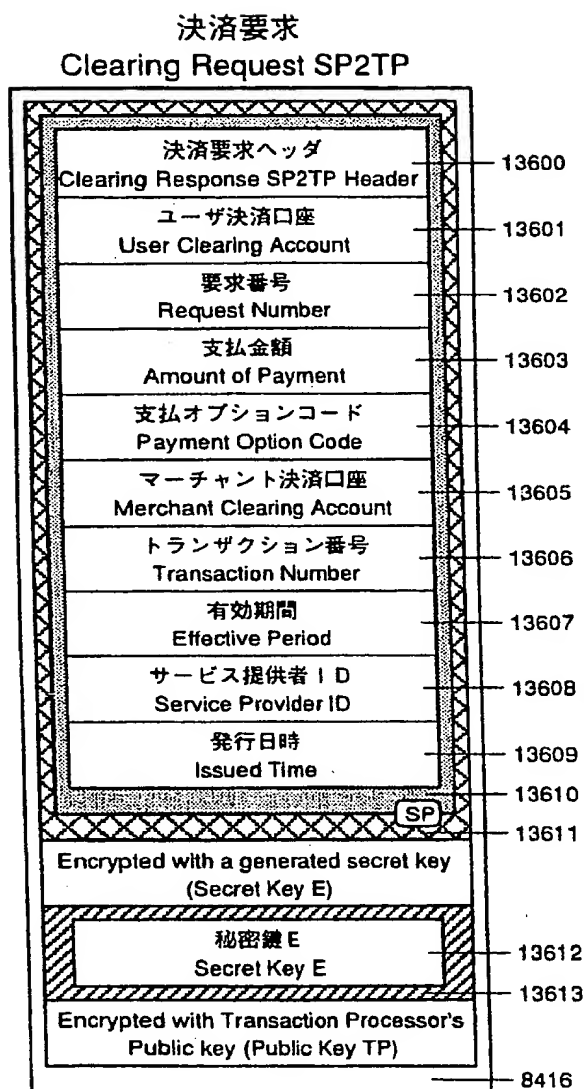 決済要求
Clearing Request SP2TP
決済要求ヘッダ
Clearing Response SP2TP Header
13600
ユーザ決済口座
User Clearing Account
13601
要求番号
Request Number
13602
支払金額
Amount of Payment
13603
支払オプションコード
Payment Option Code
13604
マーチャント決済口座
Merchant Clearing Account
13605
トランザクション番号
Transaction Number
13606
有効期間
Effective Period
13607
サービス提供者ID
Service Provider ID
13608
発行日時
Issued Time
13609
13610
SP
13611
Encrypted with a generated secret key
(Secret Key E)
秘密鍵E
Secret Key E
13612
13613
Encrypted with Transaction Processor's
Public key (Public Key TP)
8416